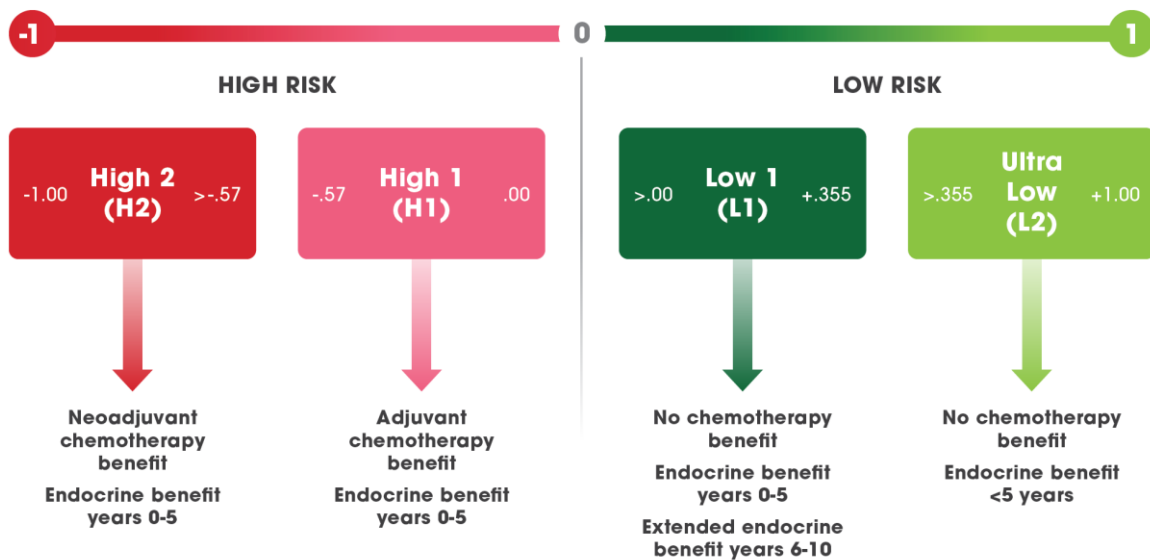 -1
0
1
HIGH RISK
LOW RISK
-1.00
High 2
(H2)
>-.57
-.57
High 1
(H1)
.00
>.00
Low 1
(L1)
+.355
>.355
Ultra
Low
(L2)
+1.00
Neoadjuvant
chemotherapy
benefit
Endocrine benefit
years 0-5
Adjuvant
chemotherapy
benefit
Endocrine benefit
years 0-5
No chemotherapy
benefit
Endocrine benefit
years 0-5
Extended endocrine
benefit years 6-10
No chemotherapy
benefit
Endocrine benefit
<5 years